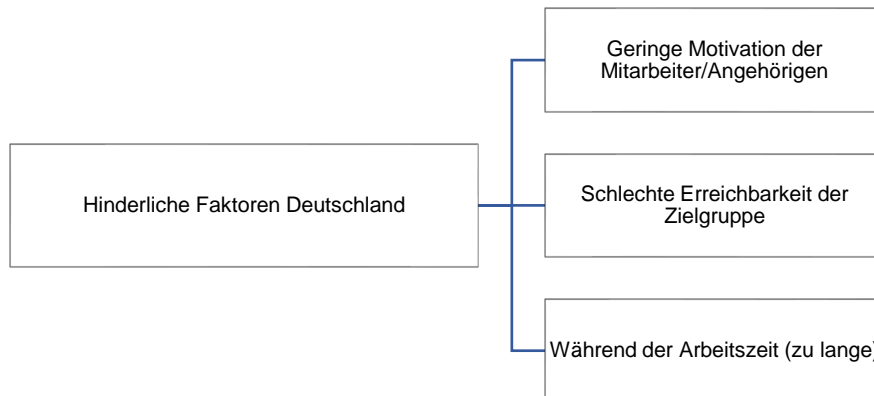 Geringe Motivation der
Mitarbeiter/Angehörigen
Hinderliche Faktoren Deutschland
Schlechte Erreichbarkeit der
Zielgruppe
Während der Arbeitszeit (zu lange)